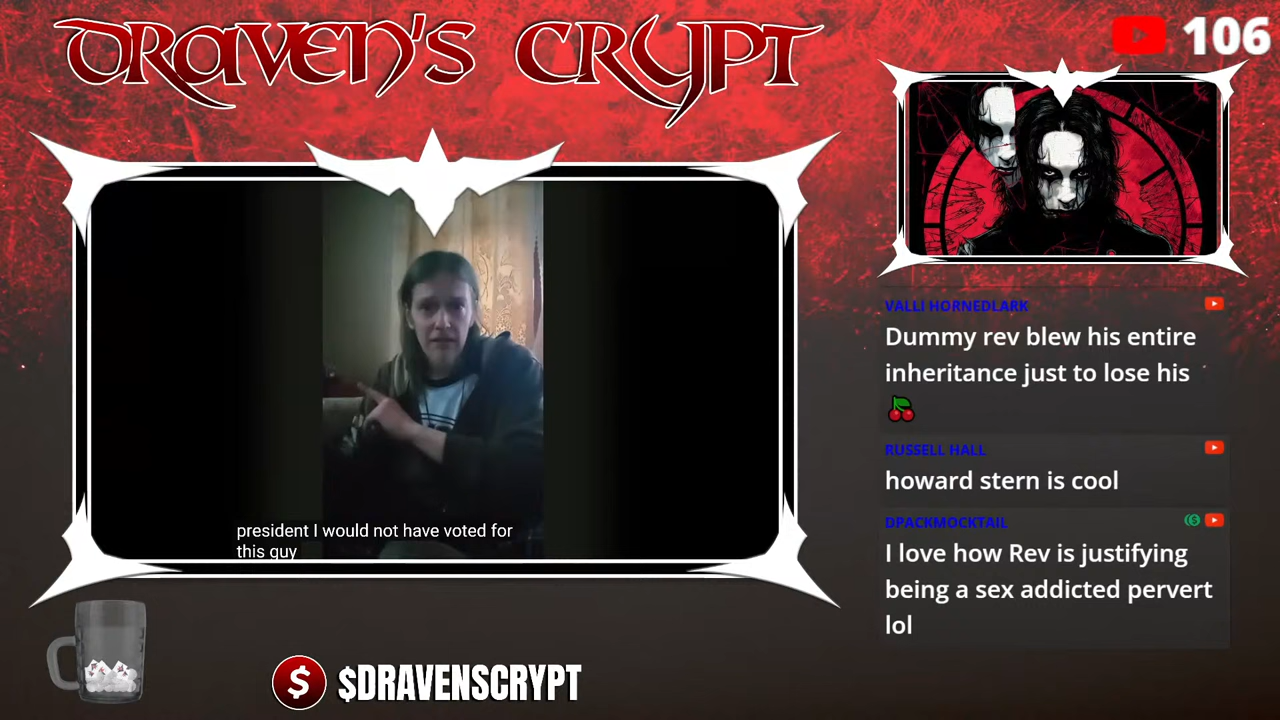 DRAVEN'S CRYPT
106
president I would not have voted for
this guy
VALLI HORNEDLARK
Dummy rev blew his entire
inheritance just to lose his
🍒
RUSSELL HALL
howard stern is cool
DPACKMOCKTAIL
I love how Rev is justifying
being a sex addicted pervert
lol
$ $DRAVENSCRYPT